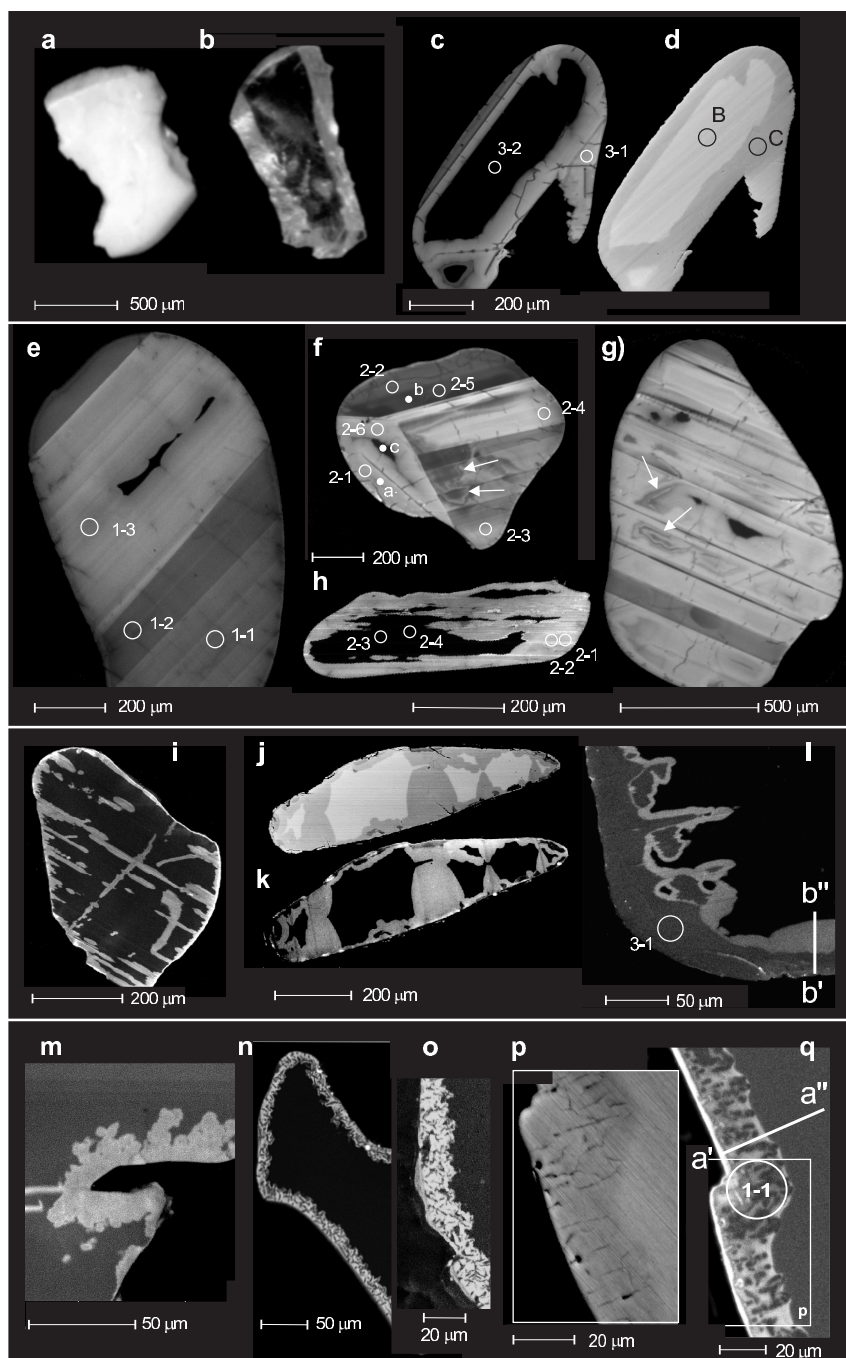 a
b
c
d
3-2
3-1
B
C
500 µm
200 µm
e
f
g)
2-2
b
2-5
2-4
2-6
c
2-1
a
2-3
1-3
1-2
1-1
200 µm
h
2-3
2-4
2-1
2-2
200 µm
200 µm
500 µm
i
j
l
k
3-1
b"
b'
200 µm
200 µm
50 µm
m
n
o
p
q
a"
a'
1-1
p
50 µm
50 µm
20 µm
20 µm
20 µm